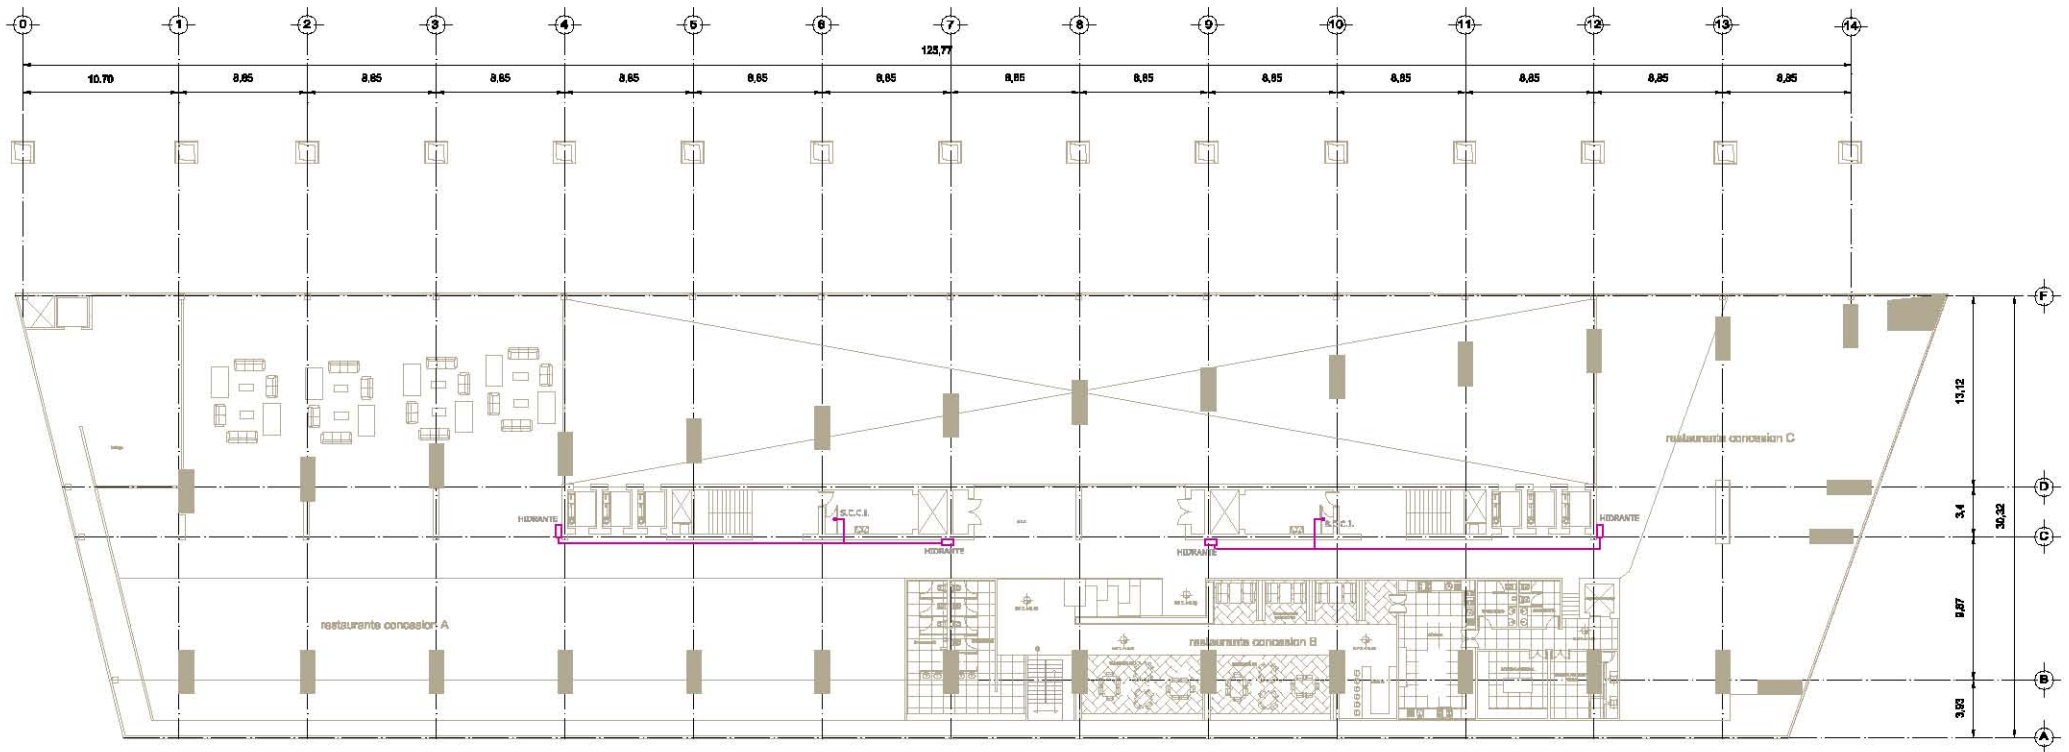 0 1 2 3 4 5 6 7 8 9 10 11 12 13 14
125,77
10.70 8,85 8,85 8,85 8,85 8,85 8,85 8,85 8,85 8,85 8,85 8,85 8,85 8,85
F
13,12
restaurante concesion C
D
S.C.C.I.
S.C.C.I.
HIDRANTE
HIDRANTE
3,4
30,32
C
HIDRANTE
HIDRANTE
9,87
restaurante concesion A
restaurante concesion B
B
3,93
A